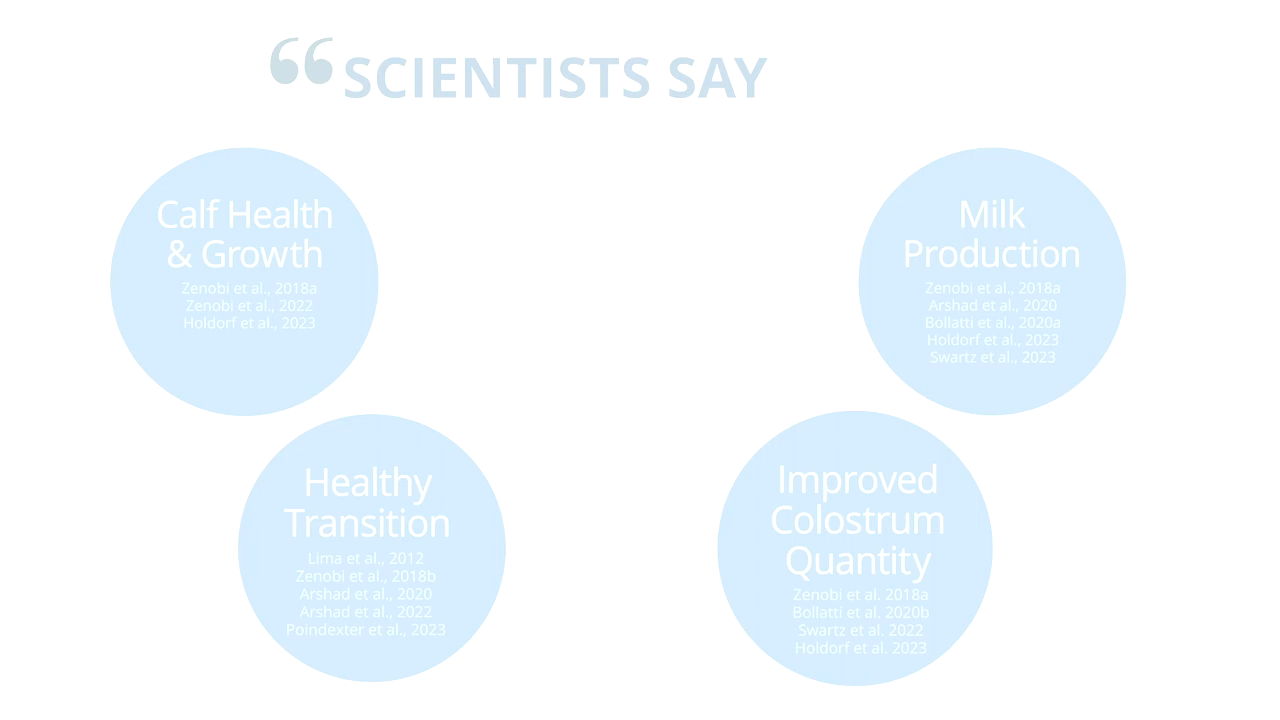 “ SCIENTISTS SAY
Calf Health
& Growth
Zenobi et al., 2018a
Zenobi et al., 2022
Holdorf et al., 2023
Milk
Production
Zenobi et al., 2018a
Arshad et al., 2020
Bollatti et al., 2020a
Holdorf et al., 2023
Swartz et al., 2023
Healthy
Transition
Lima et al., 2012
Zenobi et al., 2018b
Arshad et al., 2020
Arshad et al., 2022
Poindexter et al., 2023
Improved
Colostrum
Quantity
Zenobi et al. 2018a
Bollatti et al. 2020b
Swartz et al. 2022
Holdorf et al. 2023